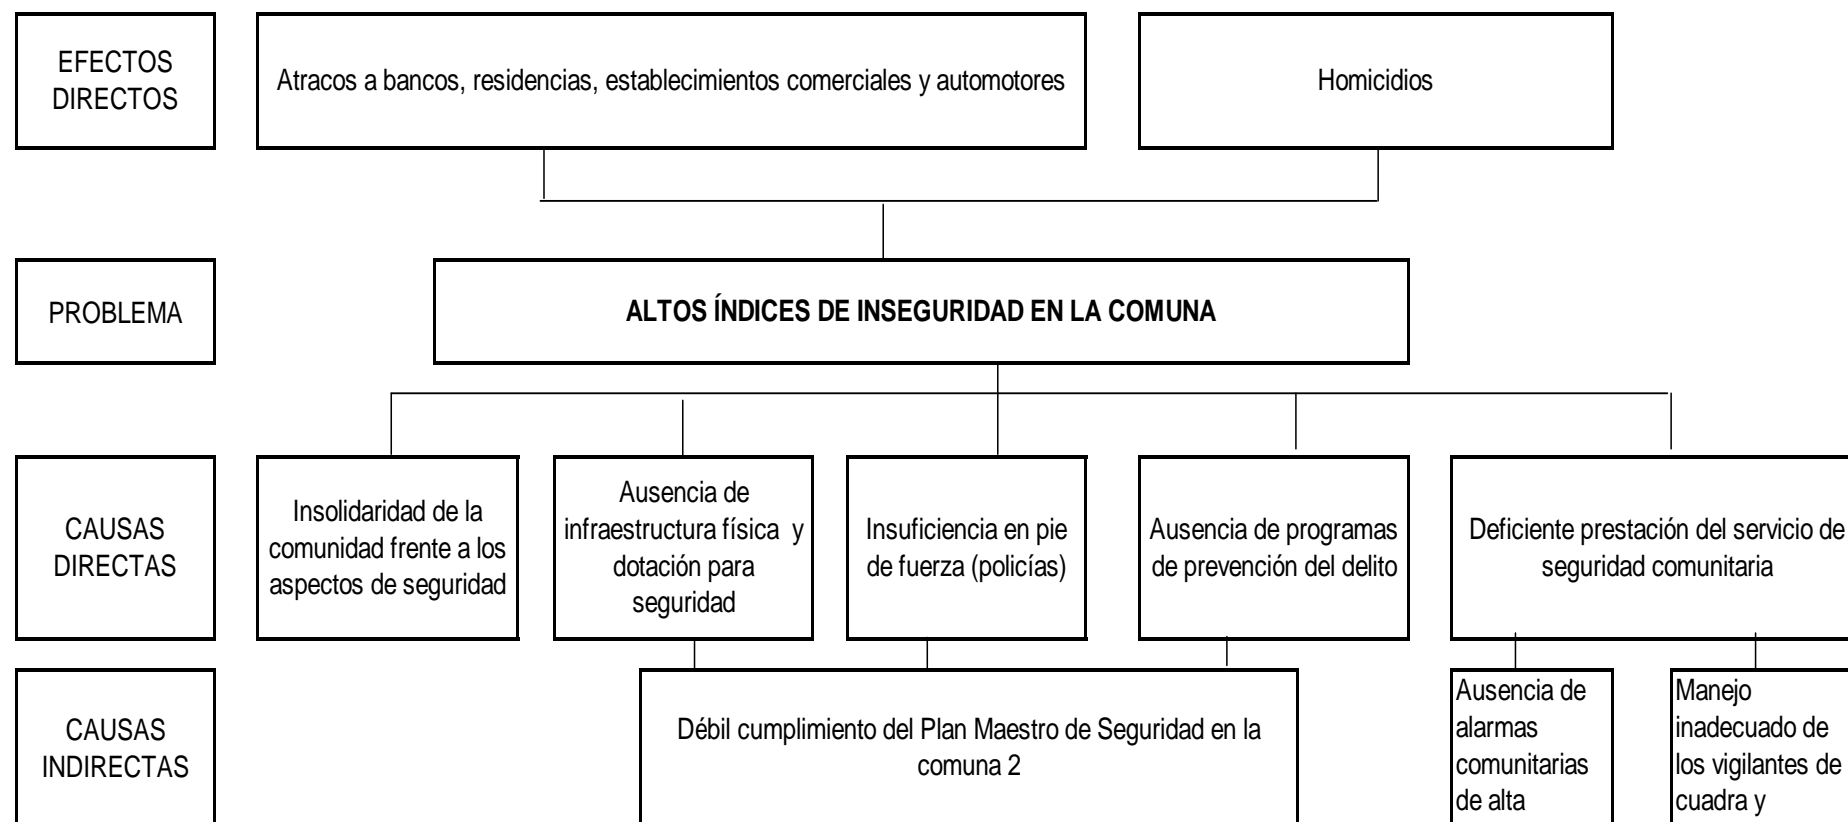 EFECTOS
DIRECTOS
Atracos a bancos, residencias, establecimientos comerciales y automotores
Homicidios
PROBLEMA
ALTOS ÍNDICES DE INSEGURIDAD EN LA COMUNA
CAUSAS
DIRECTAS
Insolidaridad de la
comunidad frente a los
aspectos de seguridad
Ausencia de
infraestructura física y
dotación para
seguridad
Insuficiencia en pie
de fuerza (policías)
Ausencia de programas
de prevención del delito
Deficiente prestación del servicio de
seguridad comunitaria
CAUSAS
INDIRECTAS
Débil cumplimiento del Plan Maestro de Seguridad en la
comuna 2
Ausencia de
alarmas
comunitarias
de alta
Manejo
inadecuado de
los vigilantes de
cuadra y